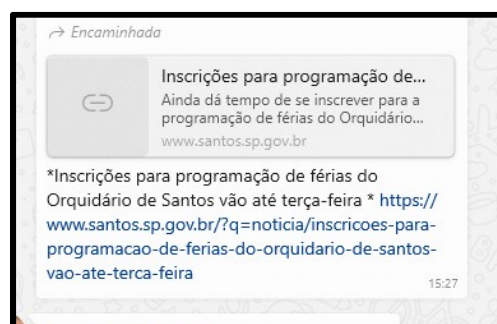 Encaminhada
Inscrições para programação de...
Ainda dá tempo de se inscrever para a
programação de férias do Orquidário...
www.santos.sp.gov.br
*Inscrições para programação de férias do
Orquidário de Santos vão até terça-feira * https://
www.santos.sp.gov.br/?q=noticia/inscricoes-para-
programacao-de-ferias-do-orquidario-de-santos-
vao-ate-terca-feira
15:27